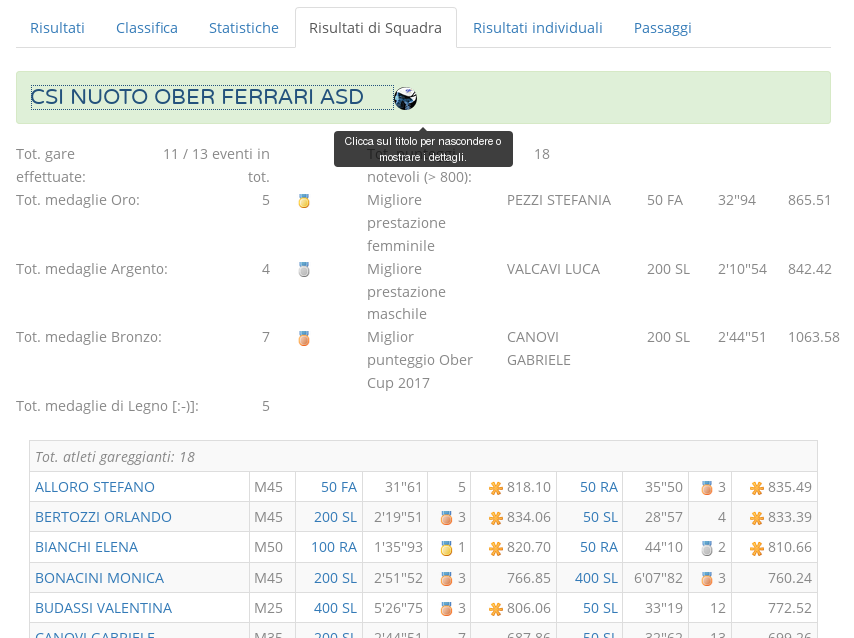 Risultati Classifica Statistiche Risultati di Squadra Risultati individuali Passaggi
CSI NUOTO OBER FERRARI ASD
Clicca sul titolo per nascondere o
mostrare i dettagli.
Tot. gare 11 / 13 eventi in 18
effettuate: tot. notevoli (> 800):
Tot. medaglie Oro: 5 Migliore PEZZI STEFANIA 50 FA 32''94 865.51
prestazione
femminile
Tot. medaglie Argento: 4 Migliore VALCAVI LUCA 200 SL 2'10''54 842.42
prestazione
maschile
Tot. medaglie Bronzo: 7 Miglior CANOVI 200 SL 2'44''51 1063.58
punteggio Ober GABRIELE
Cup 2017
Tot. medaglie di Legno [:-)]: 5
Tot. atleti gareggianti: 18
ALLORO STEFANO M45 50 FA 31''61 5 818.10 50 RA 35''50 3 835.49
BERTOZZI ORLANDO M45 200 SL 2'19''51 3 834.06 50 SL 28''57 4 833.39
BIANCHI ELENA M50 100 RA 1'35''93 1 820.70 50 RA 44''10 2 810.66
BONACINI MONICA M45 200 SL 2'51''52 3 766.85 400 SL 6'07''82 3 760.24
BUDASSI VALENTINA M25 400 SL 5'26''75 3 806.06 50 SL 33''19 12 772.52
CANOVI GABRIELE M35 200 SL 2'44''51 7 687.86 50 SL 32''62 13 699.26